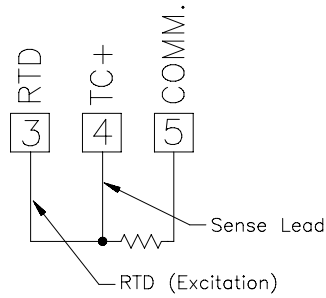 RTD
TC+
COMM.
3
4
5
Sense Lead
RTD (Excitation)